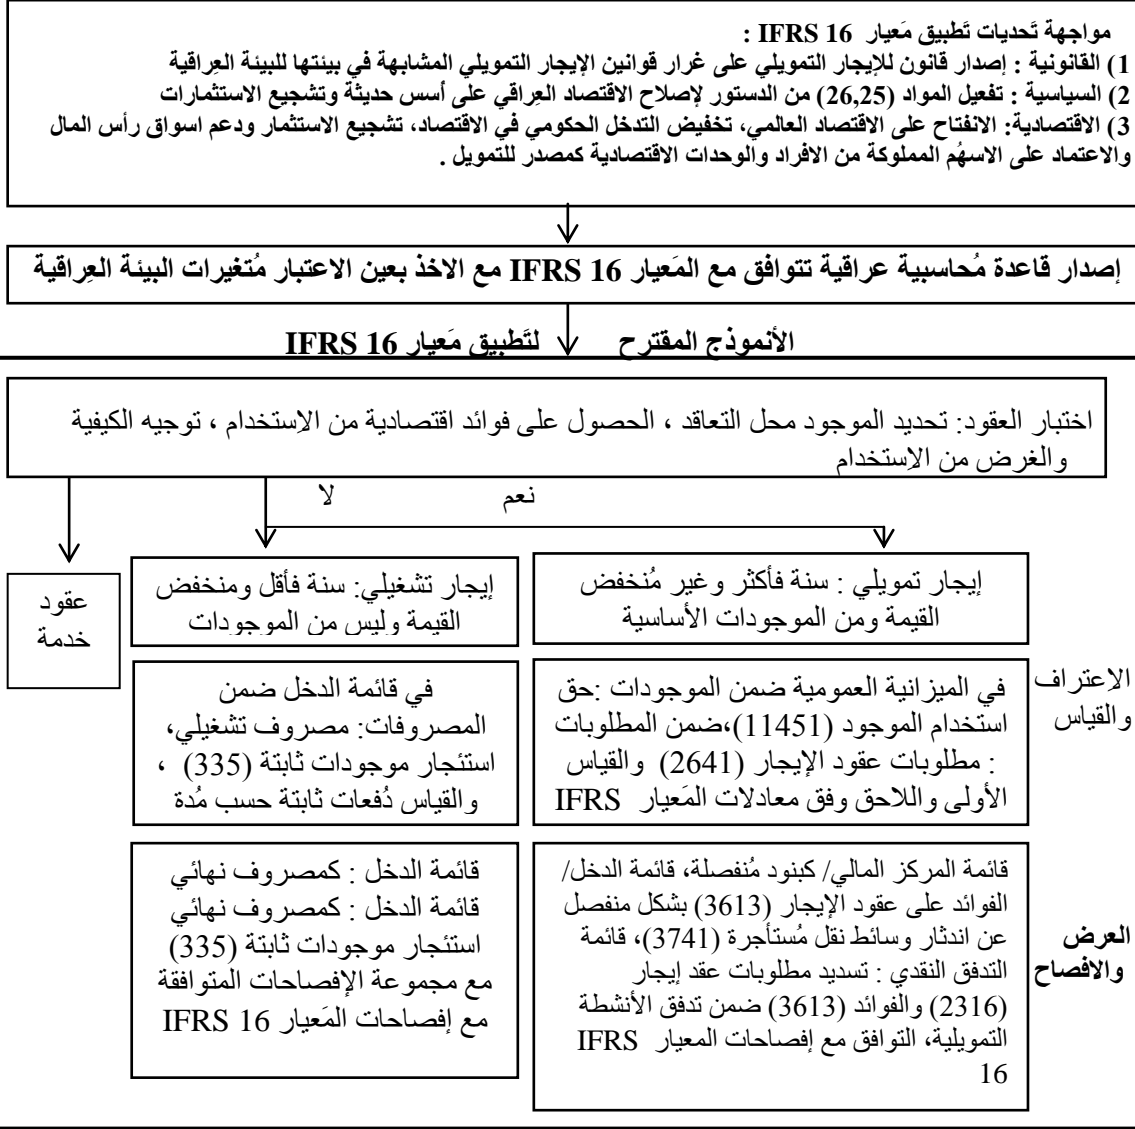 مواجهة تَحديات تَطبيق مَعيار IFRS 16 :
1) القانونية : إصدار قانون للإيجار التمويلي على غرار قوانين الإيجار التمويلي المشابهة في بيئتها للبيئة العِراقية
2) السياسية : تفعيل المواد (26,25) من الدستور لإصلاح الاقتصاد العِراقي على أسس حديثة وتشجيع الاستثمارات
3) الاقتصادية: الانفتاح على الاقتصاد العالمي، تخفيض التدخل الحكومي في الاقتصاد، تشجيع الاستثمار ودعم اسواق رأس المال
والاعتماد على الاسهُم المملوكة من الافراد والوحدات الاقتصادية كمصدر للتمويل .
إصدار قاعدة مُحاسبية عراقية تتوافق مع المَعيار IFRS 16 مع الاخذ بعين الاعتبار مُتغيرات البيئة العِراقية
الأنموذج المقترح لتَطبيق مَعيار IFRS 16
اختبار العقود: تحديد الموجود محل التعاقد ، الحصول على فوائد اقتصادية من الإستخدام ، توجيه الكيفية
والغرض من الإستخدام
نعم
لا
إيجار تمويلي : سنة فأكثر وغير مُنخفض
القيمة ومن الموجودات الأساسية
إيجار تشغيلي: سنة فأقل ومنخفض
القيمة وليس من الموجودات
عقود
خدمة
الإعتراف
والقياس
في الميزانية العمومية ضمن الموجودات :حق
استخدام الموجود (11451)،ضمن المطلوبات
: مطلوبات عقود الإيجار (2641) والقياس
الأولى واللاحق وفق معادلات المَعيار IFRS
في قائمة الدخل ضمن
المصروفات: مصروف تشغيلي،
استئجار موجودات ثابتة (335) ،
والقياس دُفعات ثابتة حسب مُدة
العرض
والافصاح
قائمة المركز المالي/ كبنود مُنفصلة، قائمة الدخل/
الفوائد على عقود الإيجار (3613) بشكل منفصل
عن اندثار وسائط نقل مُستأجرة (3741)، قائمة
التدفق النقدي : تسديد مطلوبات عقد إيجار
(2316) والفوائد (3613) ضمن تدفق الأنشطة
التمويلية، التوافق مع إفصاحات المعيار IFRS
16
قائمة الدخل : كمصروف نهائي
قائمة الدخل : كمصروف نهائي
استئجار موجودات ثابتة (335)
مع مجموعة الإفصاحات المتوافقة
مع إفصاحات المَعيار IFRS 16